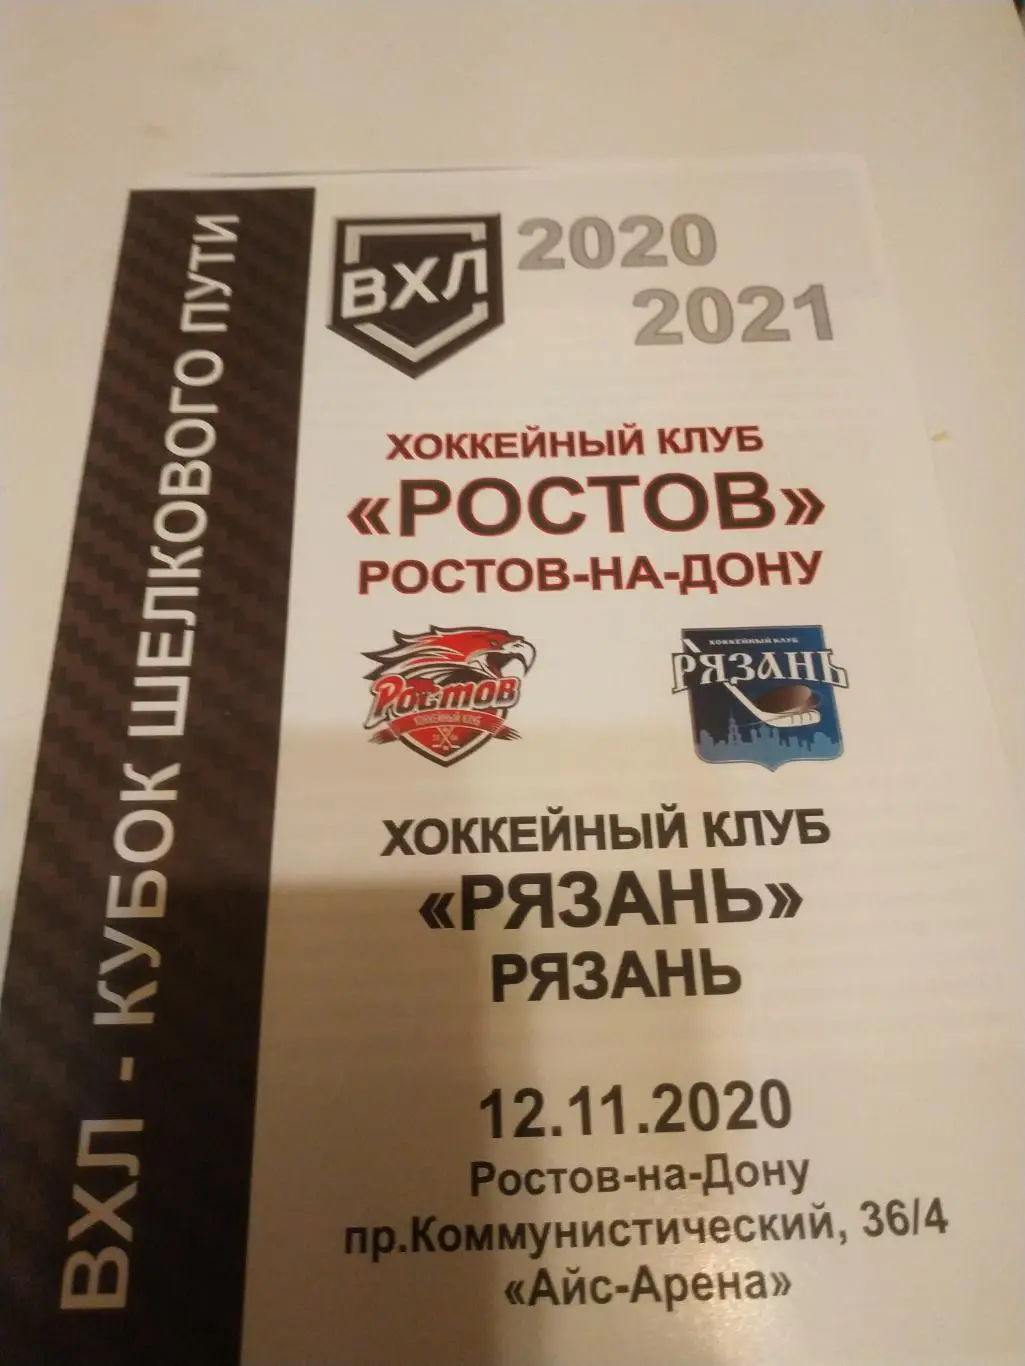 ВХЛ - КУБОК ШЕЛКОВОГО ПУТИ
ВХЛ
2020
2021
ХОККЕЙНЫЙ КЛУБ
«РОСТОВ»
РОСТОВ-НА-ДОНУ
Ростов
ХОККЕЙНЫЙ КЛУБ
ХОККЕЙНЫЙ КЛУБ
РЯЗАНЬ
ХОККЕЙНЫЙ КЛУБ
«РЯЗАНЬ»
РЯЗАНЬ
12.11.2020
Ростов-на-Дону
пр.Коммунистический, 36/4
«Айс-Арена»